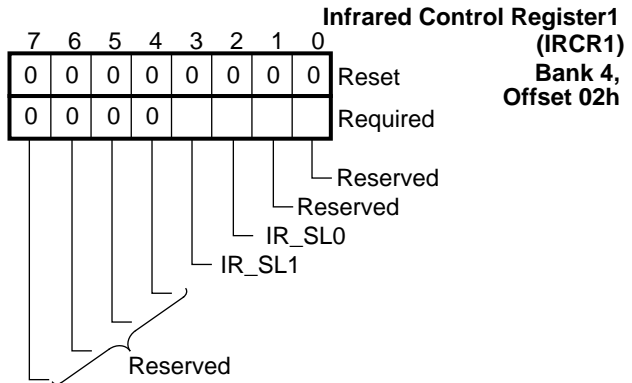 Infrared Control Register1
(IRCR1)
Bank 4,
Offset 02h
7 6 5 4 3 2 1 0
0 0 0 0 0 0 0 0 Reset
0 0 0 0 Required
Reserved
Reserved
IR_SL0
IR_SL1
Reserved